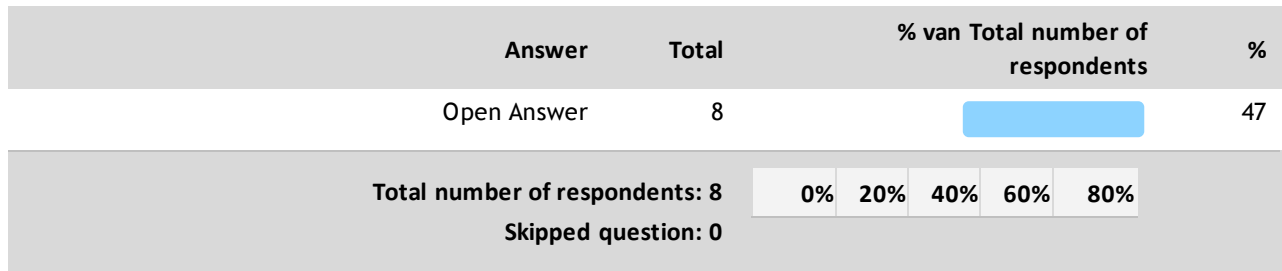 Answer Total % van Total number of respondents %
Open Answer 8 47
Total number of respondents: 8 0% 20% 40% 60% 80%
Skipped question: 0